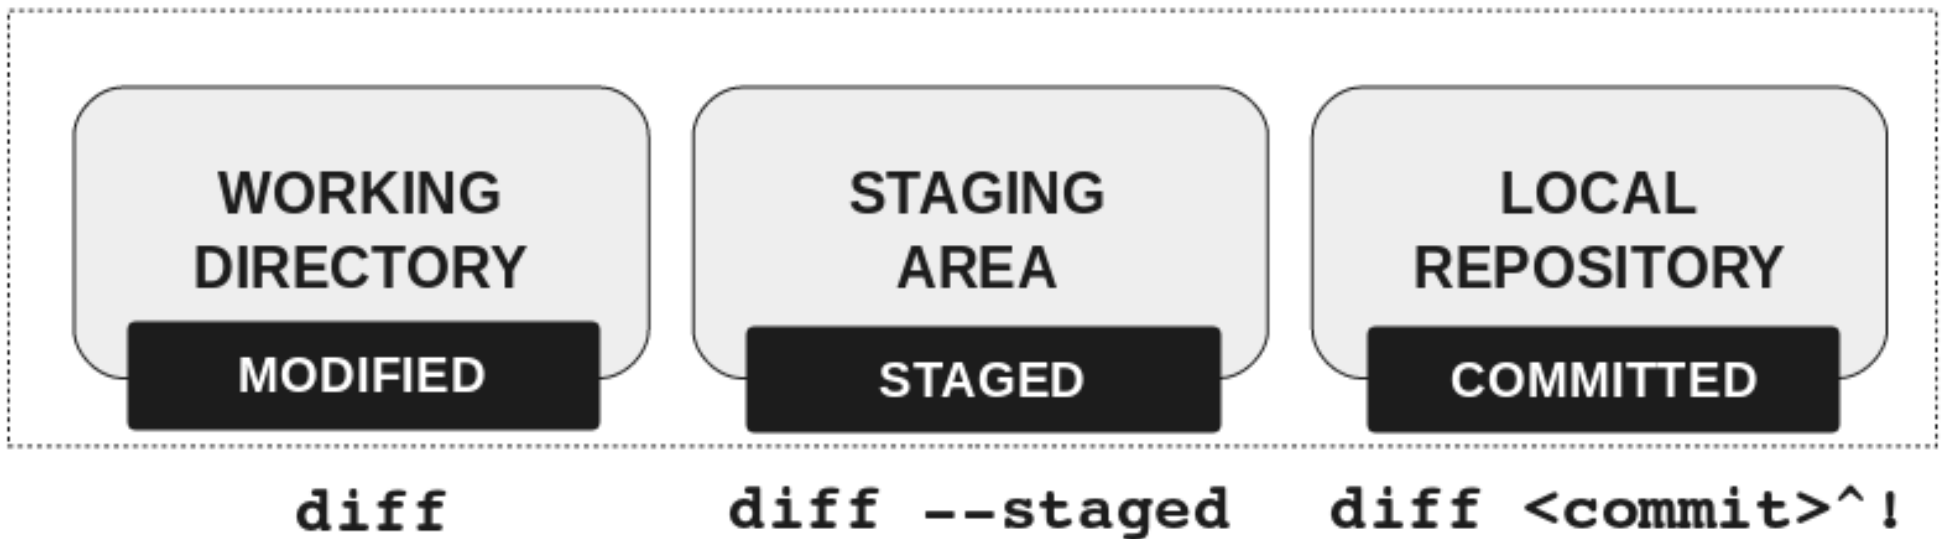 WORKING
DIRECTORY
MODIFIED
STAGING
AREA
STAGED
LOCAL
REPOSITORY
COMMITTED
diff
diff --staged
diff <commit>^!